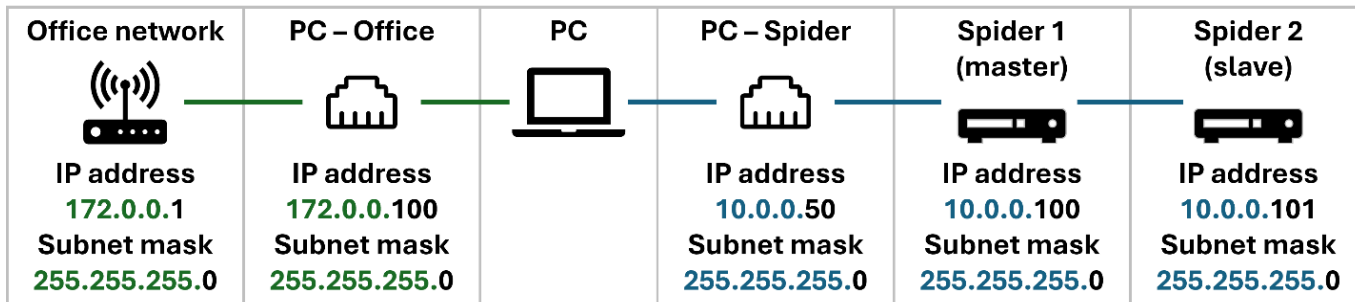 Office network
PC – Office
PC
PC – Spider
Spider 1
(master)
Spider 2
(slave)
IP address
172.0.0.1
Subnet mask
255.255.255.0
IP address
172.0.0.100
Subnet mask
255.255.255.0
IP address
10.0.0.50
Subnet mask
255.255.255.0
IP address
10.0.0.100
Subnet mask
255.255.255.0
IP address
10.0.0.101
Subnet mask
255.255.255.0